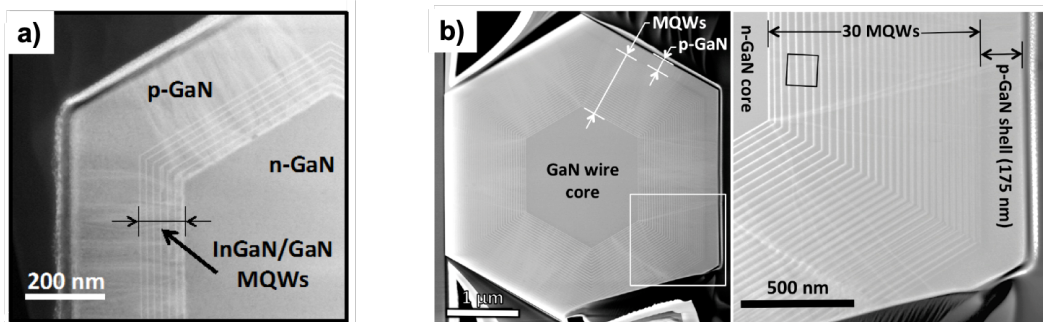 a)
p-GaN
n-GaN
InGaN/GaN
MQWs
200 nm
b)
MQWs
p-GaN
GaN wire
core
1 μm
n-GaN core
30 MQWs
p-GaN shell (175 nm)
500 nm